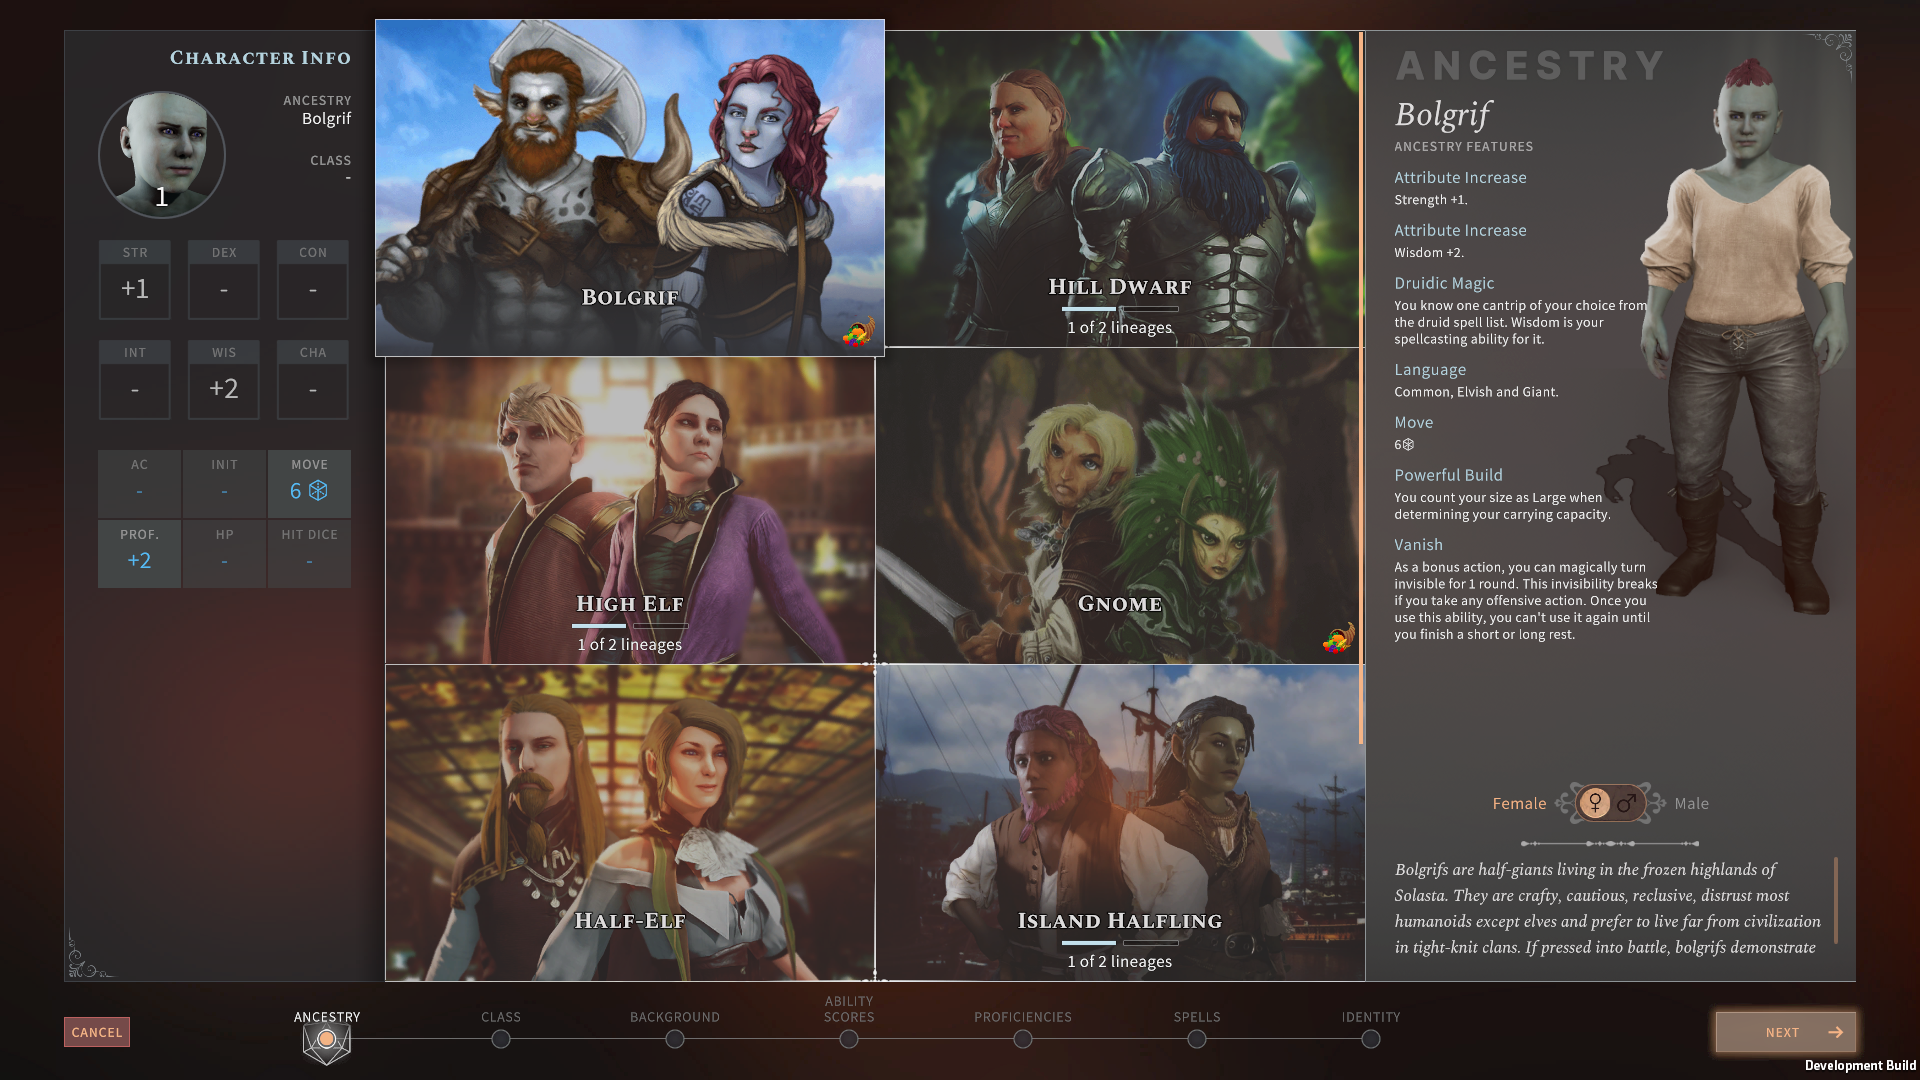 CHARACTER INFO
ANCESTRY
Bolgrif
CLASS
-
1
STR
DEX
CON
+1
-
-
INT
WIS
CHA
-
+2
-
AC
INIT
MOVE
-
-
6
PROF.
HP
HIT DICE
+2
-
-
BOLGRIF
HILL DWARF
1 of 2 lineages
HIGH ELF
1 of 2 lineages
GNOME
HALF-ELF
ISLAND HALFLING
1 of 2 lineages
ANCESTRY
Bolgrif
ANCESTRY FEATURES
Attribute Increase
Strength +1.
Attribute Increase
Wisdom +2.
Druidic Magic
You know one cantrip of your choice from
the druid spell list. Wisdom is your
spellcasting ability for it.
Language
Common, Elvish and Giant.
Move
6
Powerful Build
You count your size as Large when
determining your carrying capacity.
Vanish
As a bonus action, you can magically turn
invisible for 1 round. This invisibility breaks
if you take any offensive action. Once you
use this ability, you can't use it again until
you finish a short or long rest.
Female
Male
Bolgrifs are half-giants living in the frozen highlands of
Solasta. They are crafty, cautious, reclusive, distrust most
humanoids except elves and prefer to live far from civilization
in tight-knit clans. If pressed into battle, bolgrifs demonstrate
CANCEL
ANCESTRY
CLASS
BACKGROUND
ABILITY
SCORES
PROFICIENCIES
SPELLS
IDENTITY
NEXT
Development Build